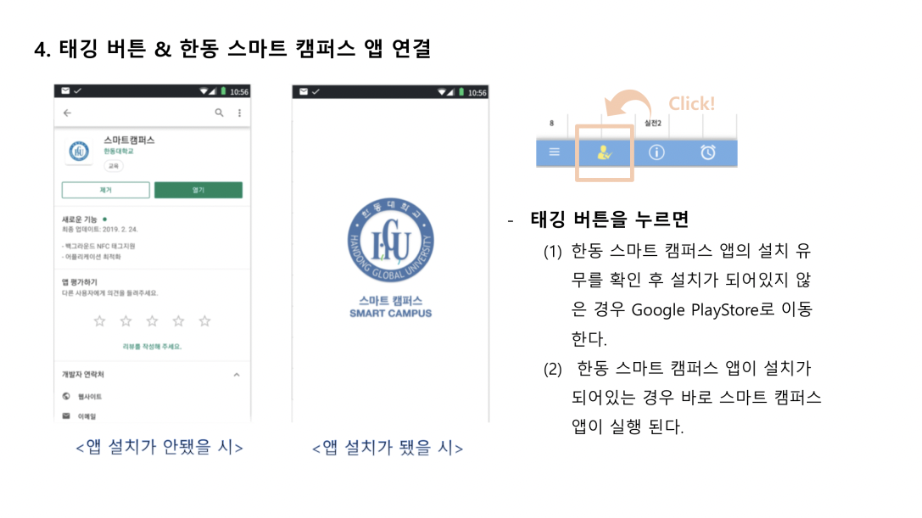 4. 태깅 버튼 & 한동 스마트 캠퍼스 앱 연결
10:56
스마트캠퍼스
한동대학교
교육
제거
열기
새로운 기능
최종 업데이트: 2019. 2. 24.
- 백그라운드 NFC 태그지원
- 어플리케이션 최적화
앱 평가하기
다른 사용자에게 의견을 들려주세요.
리뷰를 작성해 주세요.
개발자 연락처
웹사이트
이메일
<앱 설치가 안됐을 시>
10:56
한동대학교
HANDONG GLOBAL UNIVERSITY
HGU
스마트 캠퍼스
SMART CAMPUS
<앱 설치가 됐을 시>
Click!
8
실전2
- 태깅 버튼을 누르면
(1) 한동 스마트 캠퍼스 앱의 설치 유
무를 확인 후 설치가 되어있지 않
은 경우 Google PlayStore로 이동
한다.
(2) 한동 스마트 캠퍼스 앱이 설치가
되어있는 경우 바로 스마트 캠퍼스
앱이 실행 된다.